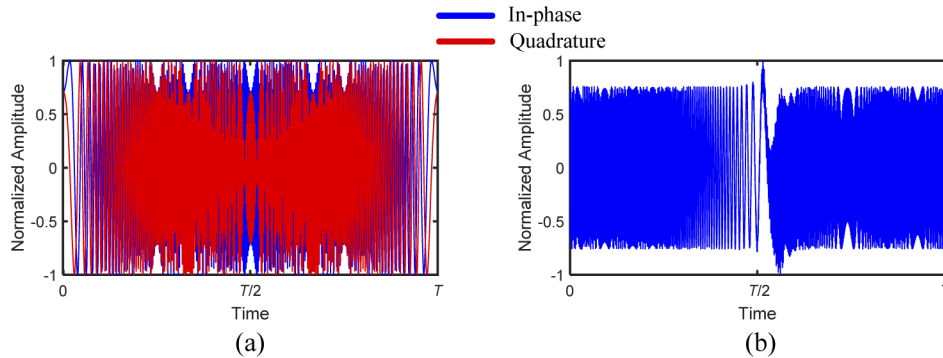 In-phase
Quadrature
Normalized Amplitude
1
0.5
0
-0.5
-1
0
T/2
T
Time
(a)
Normalized Amplitude
1
0.5
0
-0.5
-1
0
T/2
Time
(b)